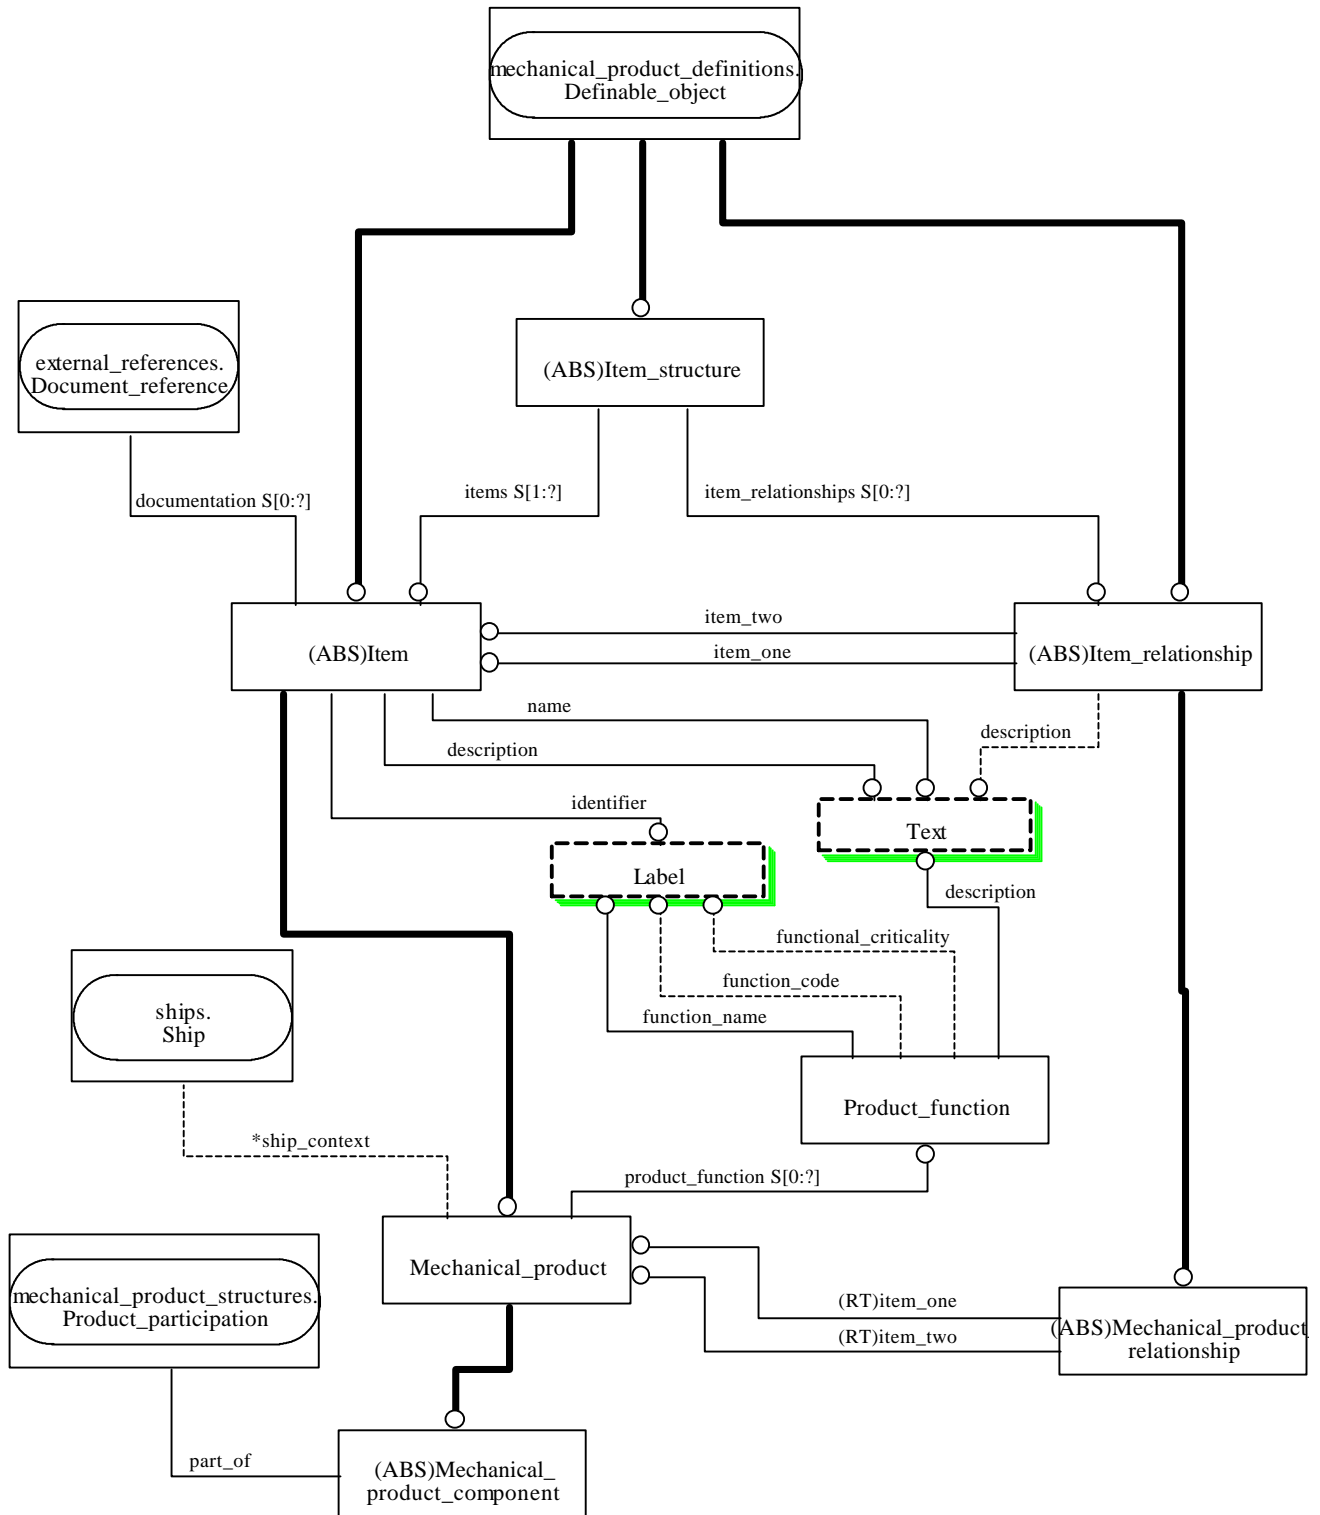 mechanical_product_definitions.
Definable_object
external_references.
Document_reference
(ABS)Item_structure
documentation S[0:?]
items S[1:?]
item_relationships S[0:?]
item_two
(ABS)Item
item_one
(ABS)Item_relationship
name
description
description
identifier
Text
Label
description
functional_criticality
function_code
function_name
ships.
Ship
Product_function
*ship_context
product_function S[0:?]
Mechanical_product
mechanical_product_structures.
Product_participation
(RT)item_one
(RT)item_two
(ABS)Mechanical_product_
relationship
part_of
(ABS)Mechanical_
product_component